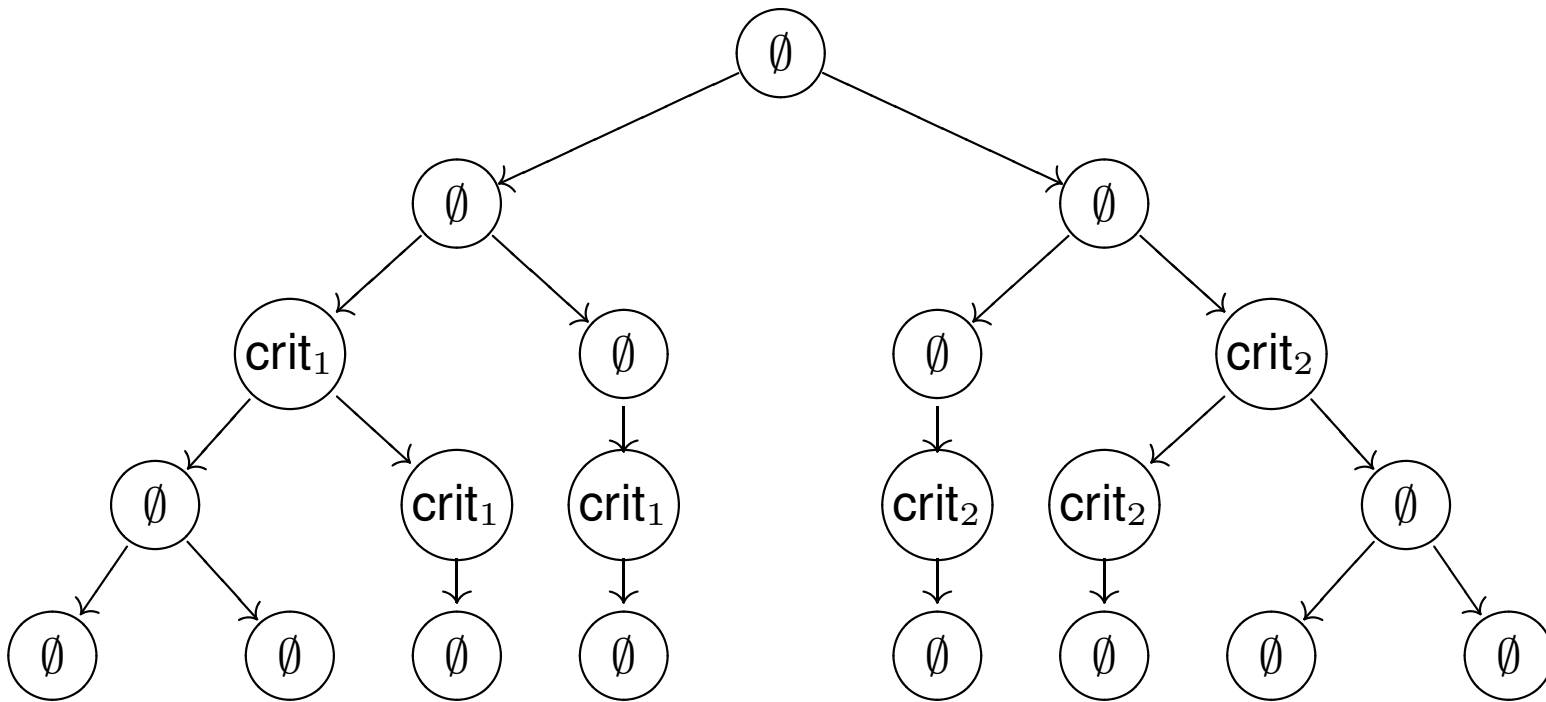 ∅
∅ ∅
crit₁ ∅ ∅ crit₂
∅ crit₁ crit₁ crit₂ crit₂ ∅
∅ ∅ ∅ ∅ ∅ ∅ ∅ ∅